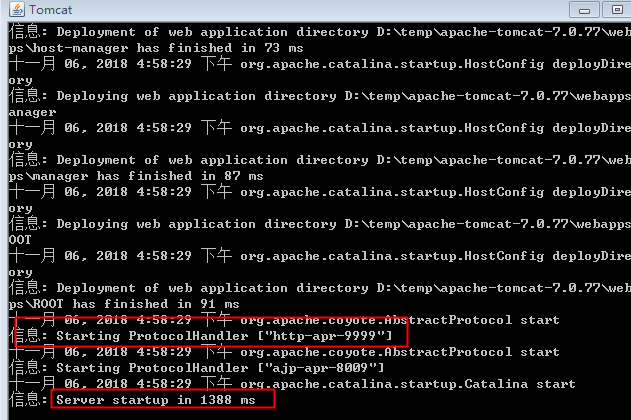 Tomcat
信息: Deployment of web application directory D:\temp\apache-tomcat-7.0.77\weba
ps\host-manager has finished in 73 ms
十一月 06, 2018 4:58:29 下午 org.apache.catalina.startup.HostConfig deployDire
ory
信息: Deploying web application directory D:\temp\apache-tomcat-7.0.77\webapps
anager
十一月 06, 2018 4:58:29 下午 org.apache.catalina.startup.HostConfig deployDire
ory
信息: Deployment of web application directory D:\temp\apache-tomcat-7.0.77\weba
ps\manager has finished in 87 ms
十一月 06, 2018 4:58:29 下午 org.apache.catalina.startup.HostConfig deployDire
ory
信息: Deploying web application directory D:\temp\apache-tomcat-7.0.77\webapps
OOT
十一月 06, 2018 4:58:29 下午 org.apache.catalina.startup.HostConfig deployDire
ory
信息: Deployment of web application directory D:\temp\apache-tomcat-7.0.77\weba
ps\ROOT has finished in 91 ms
十一月 06, 2018 4:58:29 下午 org.apache.coyote.AbstractProtocol start
信息: Starting ProtocolHandler ["http-apr-9999"]
十一月 06, 2018 4:58:29 下午 org.apache.coyote.AbstractProtocol start
信息: Starting ProtocolHandler ["ajp-apr-8009"]
十一月 06, 2018 4:58:29 下午 org.apache.catalina.startup.Catalina start
信息: Server startup in 1388 ms